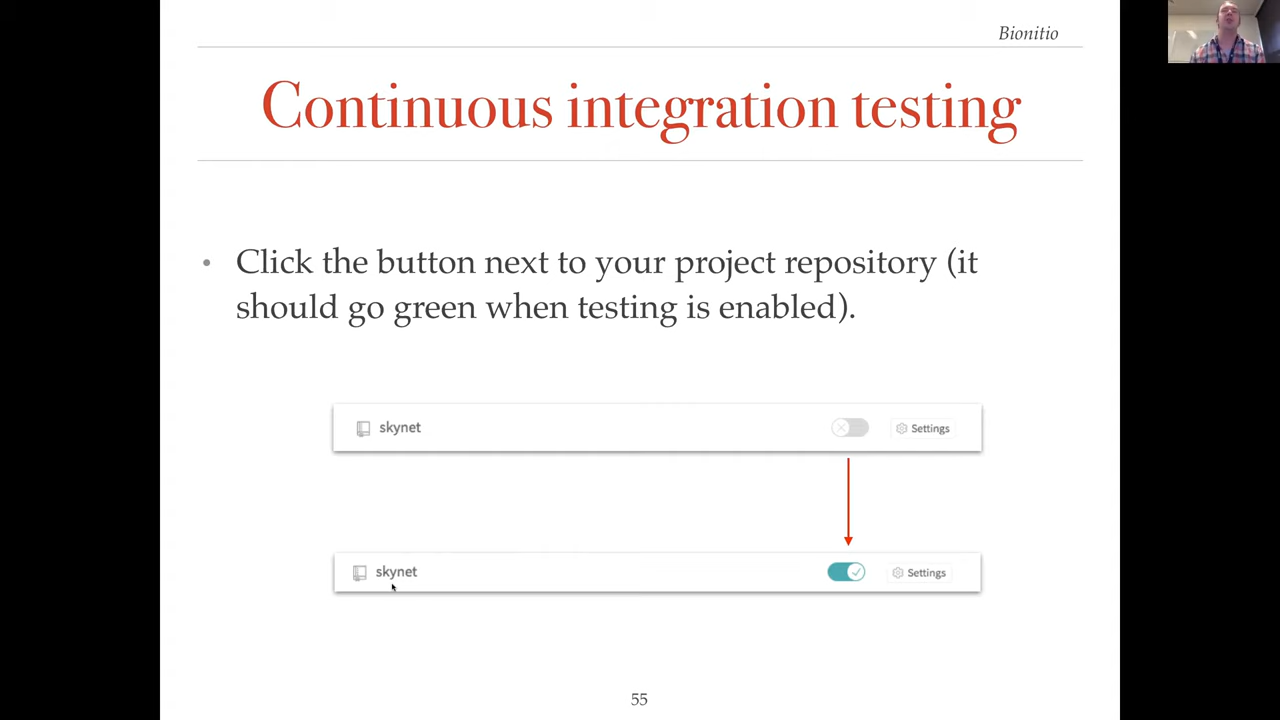 Bionitio
Continuous integration testing
• Click the button next to your project repository (it
should go green when testing is enabled).
skynet Settings
skynet Settings
55